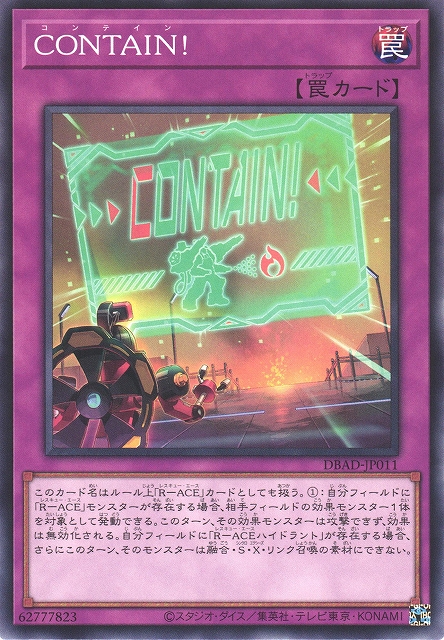 コンテイン
CONTAIN!
トラップ
罠
【罠カード】
CONTAIN!
DBAD-JP011
このカード名はルール上「R-ACE」カードとしても扱う。①:自分フィールドに
「R-ACE」モンスターが存在する場合、相手フィールドの効果モンスター1体
を対象として発動できる。このターン、その効果モンスターは攻撃できず、効果
は無効化される。自分フィールドに「R-ACEハイドラント」が存在する場合、
さらにこのターン、そのモンスターは融合・S・X・リンク召喚の素材にできない。
62777823
©スタジオ・ダイス/集英社・テレビ東京・KONAMI